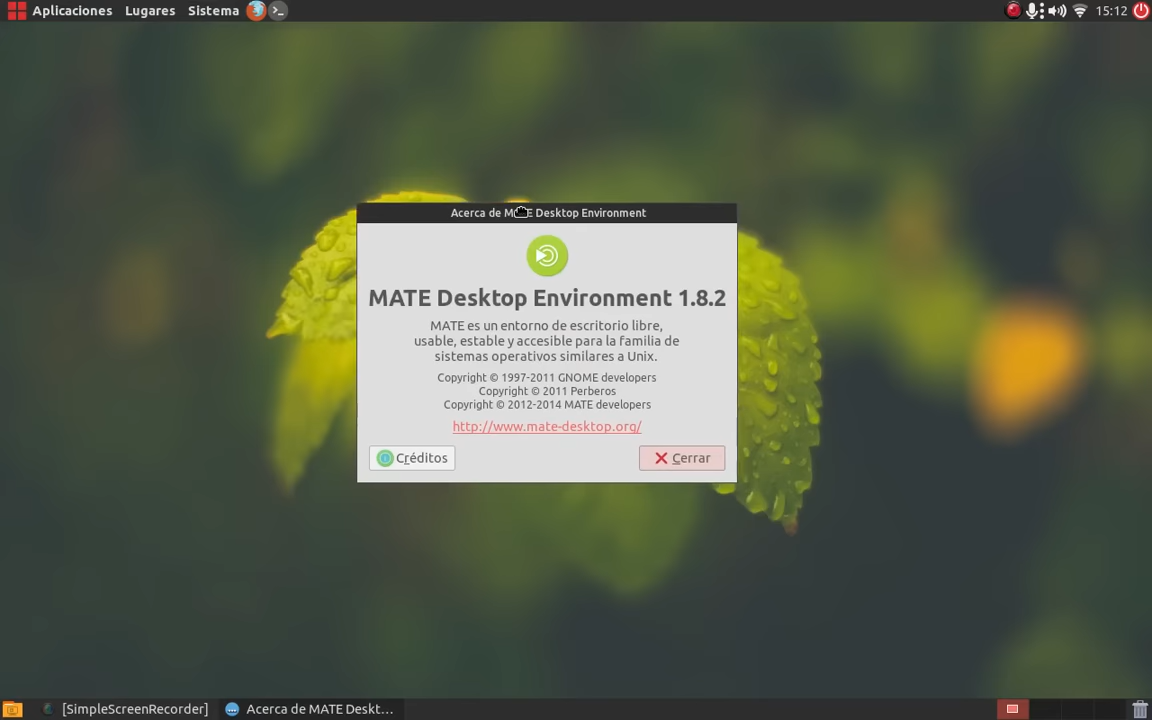 Aplicaciones Lugares Sistema 15:12
Acerca de MATE Desktop Environment
MATE Desktop Environment 1.8.2
MATE es un entorno de escritorio libre,
usable, estable y accesible para la familia de
sistemas operativos similares a Unix.
Copyright © 1997-2011 GNOME developers
Copyright © 2011 Perberos
Copyright © 2012-2014 MATE developers
http://www.mate-desktop.org/
Créditos Cerrar
[SimpleScreenRecorder] Acerca de MATE Deskt...